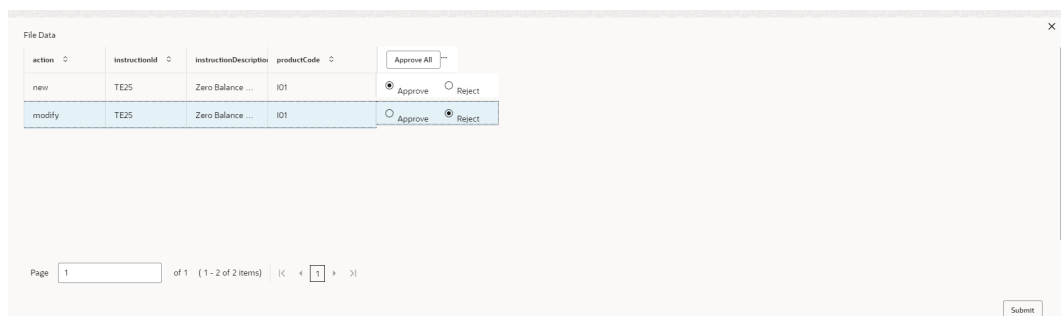 File Data
action instructionId instructionDescription productCode Approve All ...
new TE25 Zero Balance ... I01 Approve Reject
modify TE25 Zero Balance ... I01 Approve Reject
Page 1 of 1 ( 1 - 2 of 2 items) 1
Submit